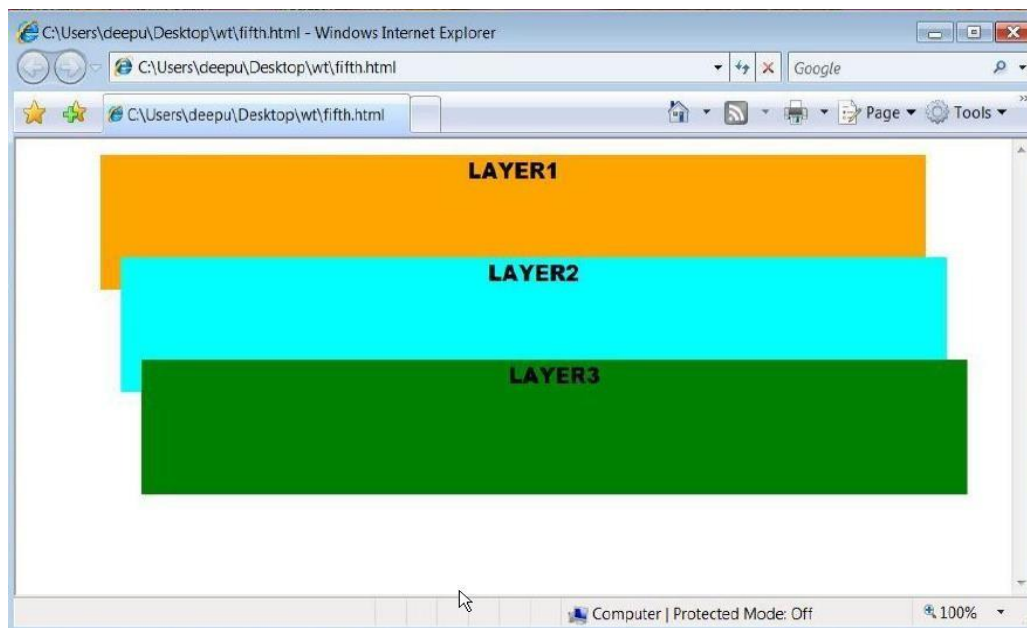 C:\Users\deepu\Desktop\wt\fifth.html - Windows Internet Explorer
C:\Users\deepu\Desktop\wt\fifth.html Google
C:\Users\deepu\Desktop\wt\fifth.html Page Tools
LAYER1
LAYER2
LAYER3
Computer | Protected Mode: Off 100%